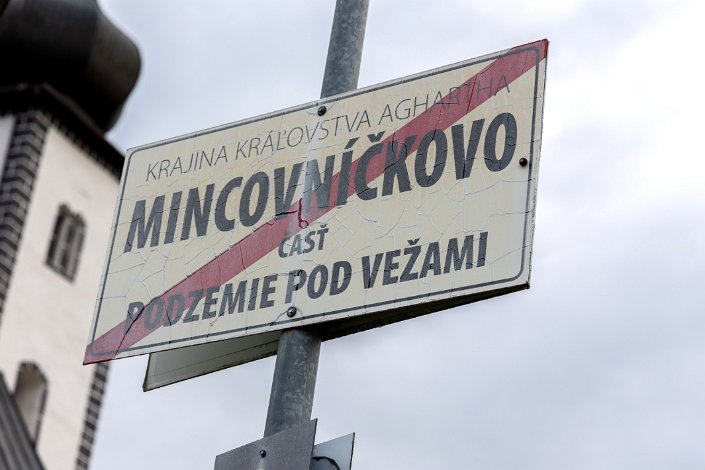 KRAJINA KRÁĽOVSTVA AGHARTHA
MINCOVNÍČKOVO
ČASŤ
PODZEMIE POD VEŽAMI